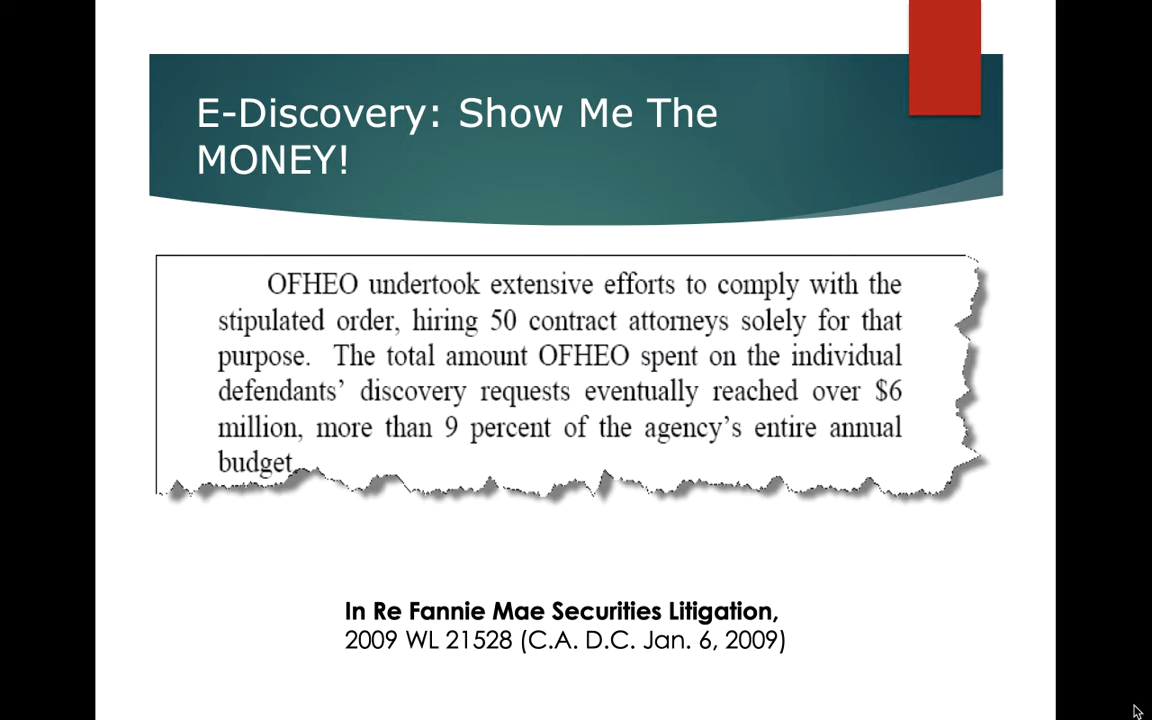 E-Discovery: Show Me The
MONEY!
OFHEO undertook extensive efforts to comply with the
stipulated order, hiring 50 contract attorneys solely for that
purpose. The total amount OFHEO spent on the individual
defendants’ discovery requests eventually reached over $6
million, more than 9 percent of the agency’s entire annual
budget.
In Re Fannie Mae Securities Litigation,
2009 WL 21528 (C.A. D.C. Jan. 6, 2009)